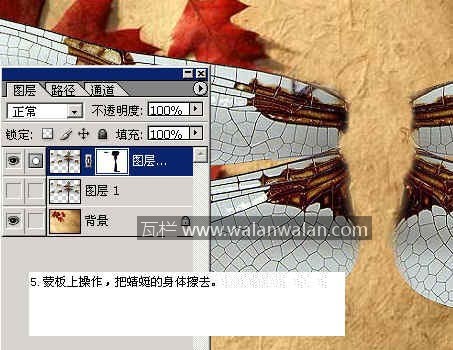 图层 路径 通道
正常 不透明度: 100%
锁定: 填充: 100%
图层...
图层 1
背景
瓦栏 www.walanwalan.com
5. 蒙板上操作，把蜻蜓的身体擦去。